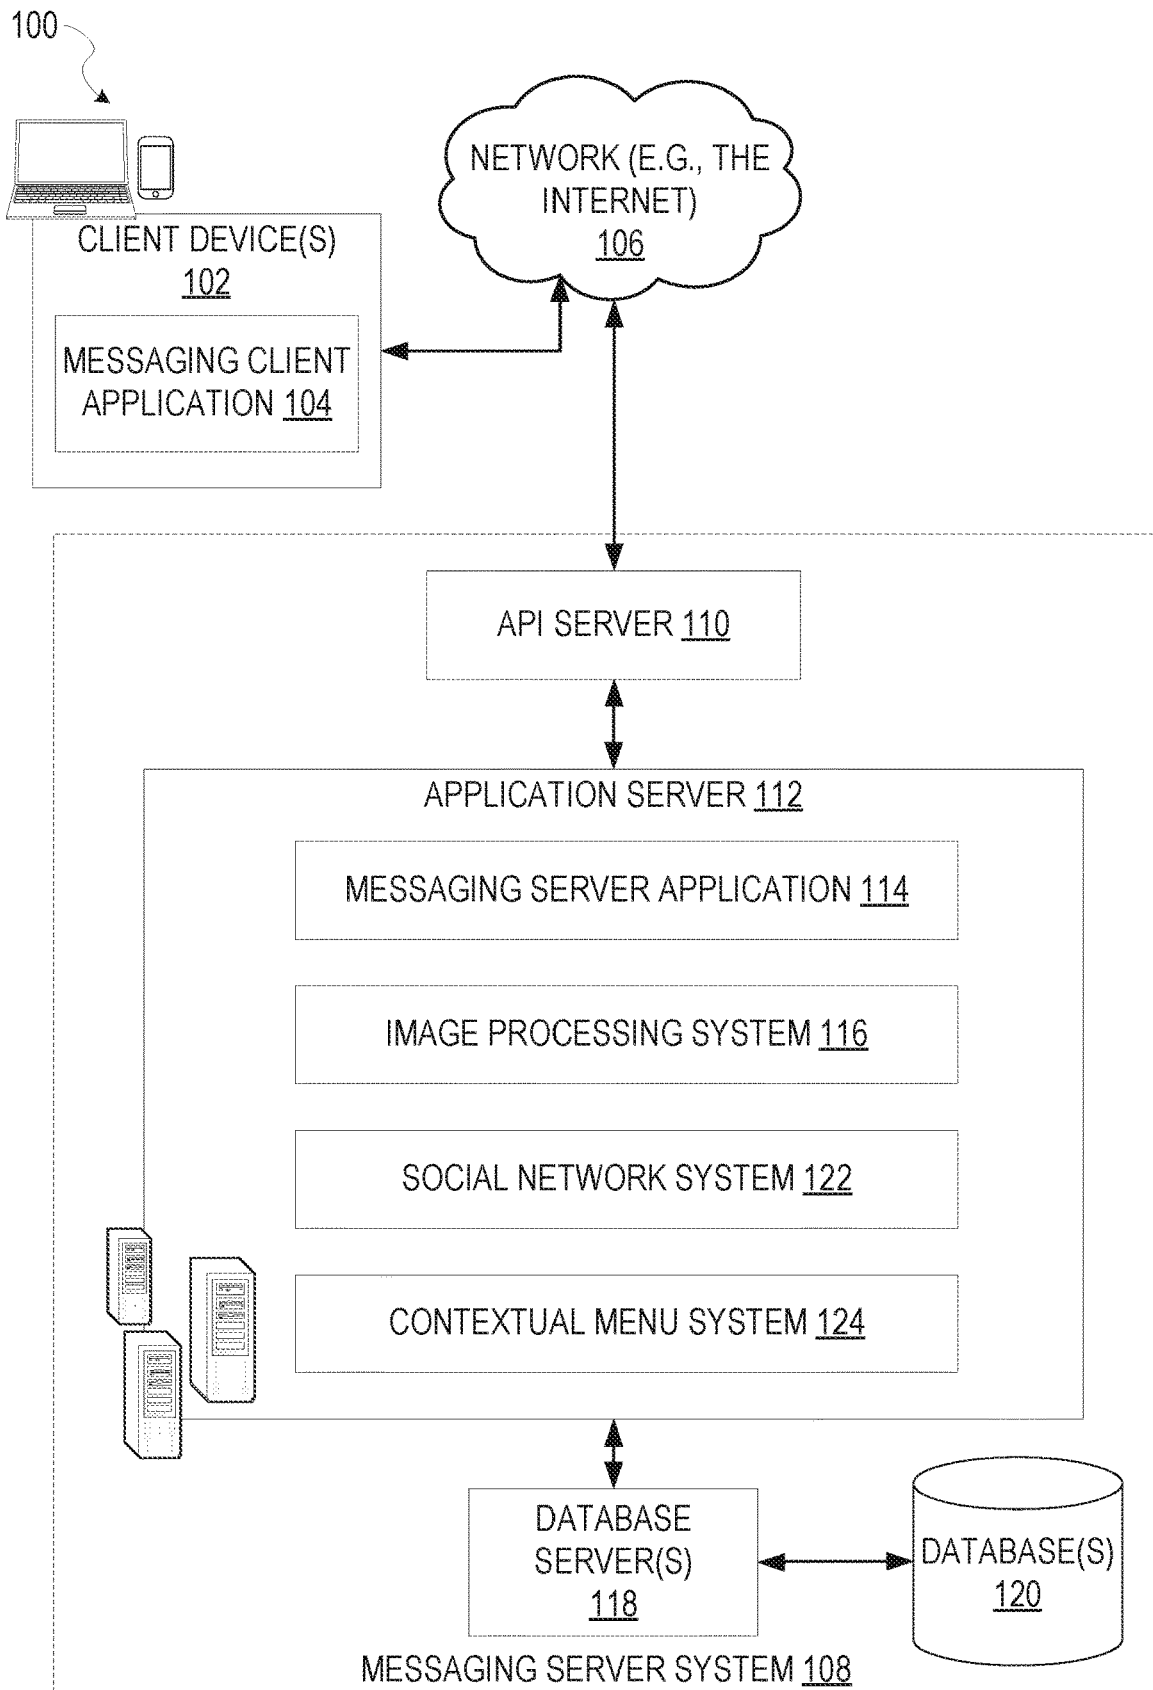 100
NETWORK (E.G., THE
INTERNET)
106
CLIENT DEVICE(S)
102
MESSAGING CLIENT
APPLICATION 104
API SERVER 110
APPLICATION SERVER 112
MESSAGING SERVER APPLICATION 114
IMAGE PROCESSING SYSTEM 116
SOCIAL NETWORK SYSTEM 122
CONTEXTUAL MENU SYSTEM 124
DATABASE
SERVER(S)
118
DATABASE(S)
120
MESSAGING SERVER SYSTEM 108